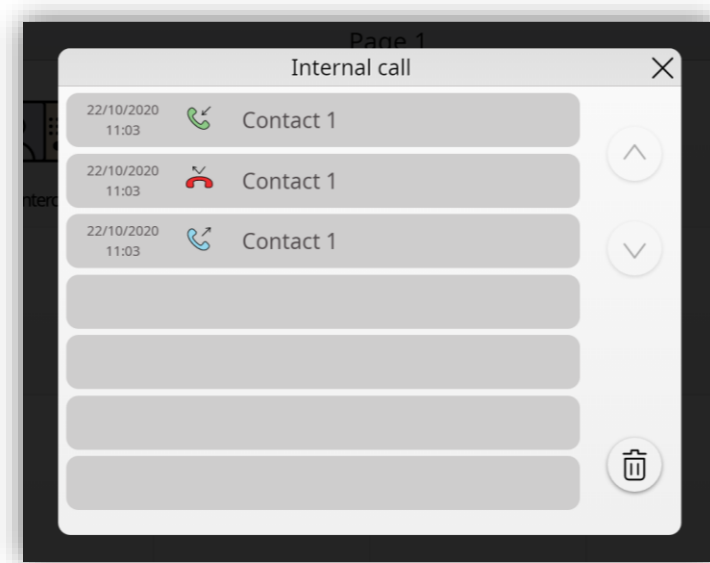 Page 1
Internal call
22/10/2020
11:03
Contact 1
22/10/2020
11:03
Contact 1
22/10/2020
11:03
Contact 1